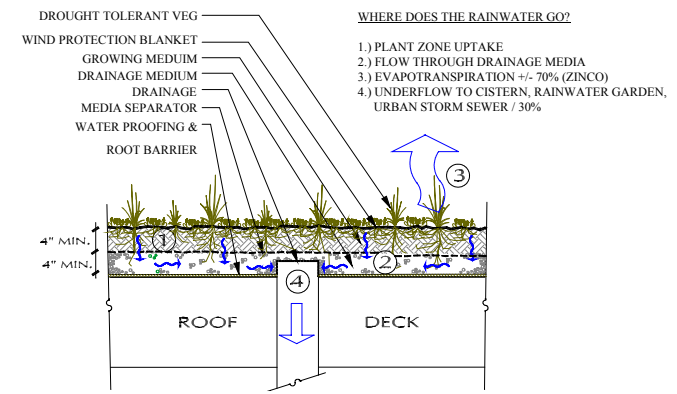 DROUGHT TOLERANT VEG
WIND PROTECTION BLANKET
GROWING MEDUIM
DRAINAGE MEDIUM
DRAINAGE
MEDIA SEPARATOR
WATER PROOFING &
ROOT BARRIER
WHERE DOES THE RAINWATER GO?
1.) PLANT ZONE UPTAKE
2.) FLOW THROUGH DRAINAGE MEDIA
3.) EVAPOTRANSPIRATION +/- 70% (ZINCO)
4.) UNDERFLOW TO CISTERN, RAINWATER GARDEN,
URBAN STORM SEWER / 30%
3
4" MIN.
1
4" MIN.
2
4
ROOF DECK